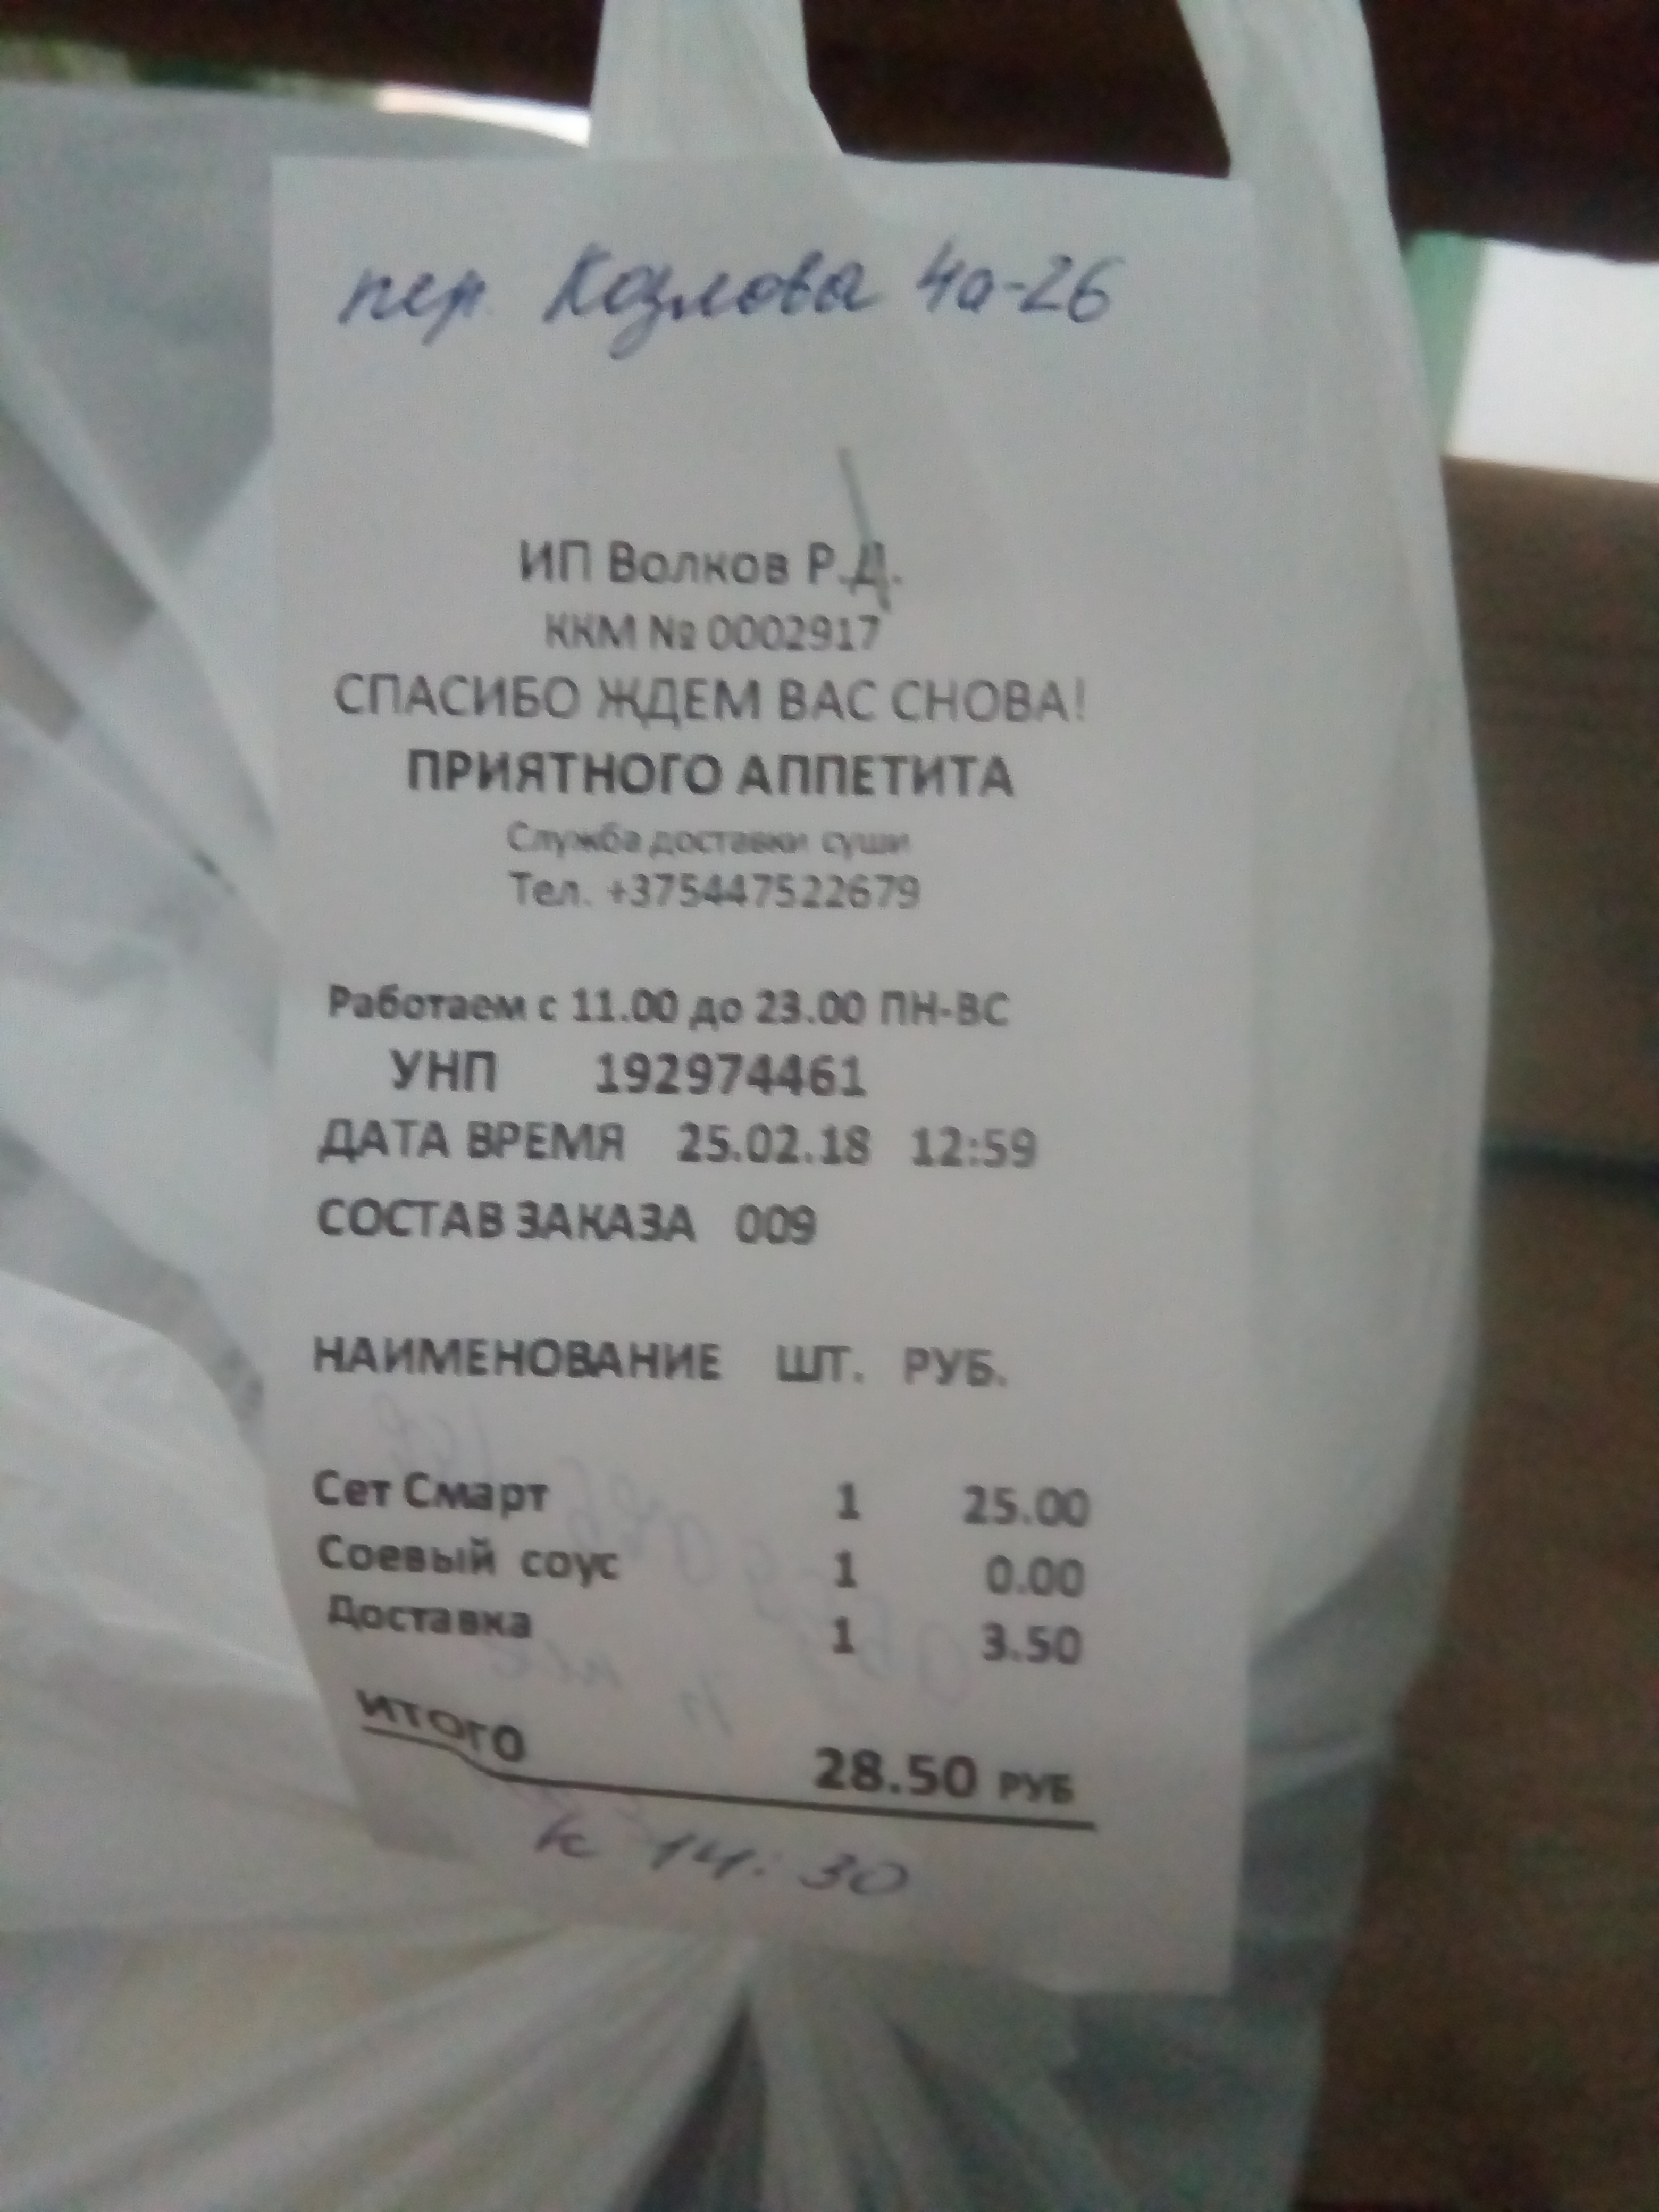 пер. Козлова 4а-26
ИП Волков Р.Д.
ККМ № 0002917
СПАСИБО ЖДЕМ ВАС СНОВА!
ПРИЯТНОГО АППЕТИТА
Служба доставки суши
Тел. +375447522679
Работаем с 11.00 до 23.00 ПН-ВС
УНП 192974461
ДАТА ВРЕМЯ 25.02.18 12:59
СОСТАВ ЗАКАЗА 009
НАИМЕНОВАНИЕ ШТ. РУБ.
Сет Смарт 1 25.00
Соевый соус 1 0.00
Доставка 1 3.50
ИТОГО 28.50 РУБ
к 14:30